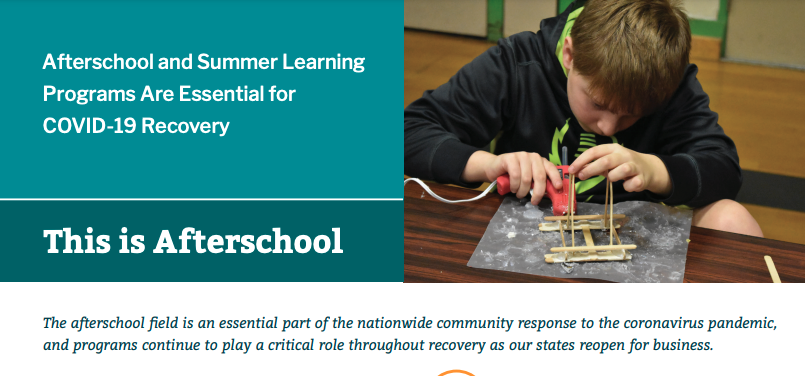 Afterschool and Summer Learning
Programs Are Essential for
COVID-19 Recovery
This is Afterschool
The afterschool field is an essential part of the nationwide community response to the coronavirus pandemic,
and programs continue to play a critical role throughout recovery as our states reopen for business.